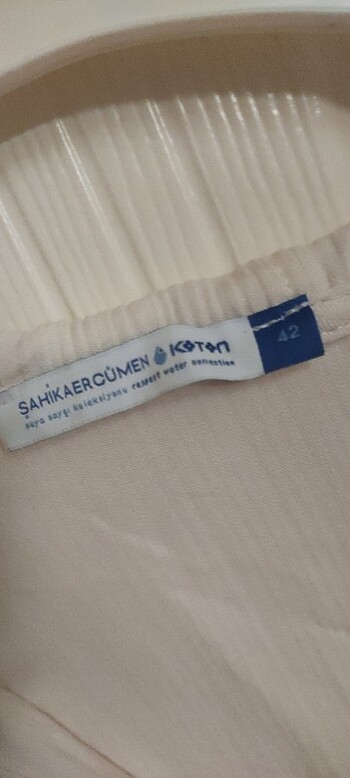 ŞAHİKAERCÜMEN KOTON
suya saygı koleksiyonu respect water collection
42